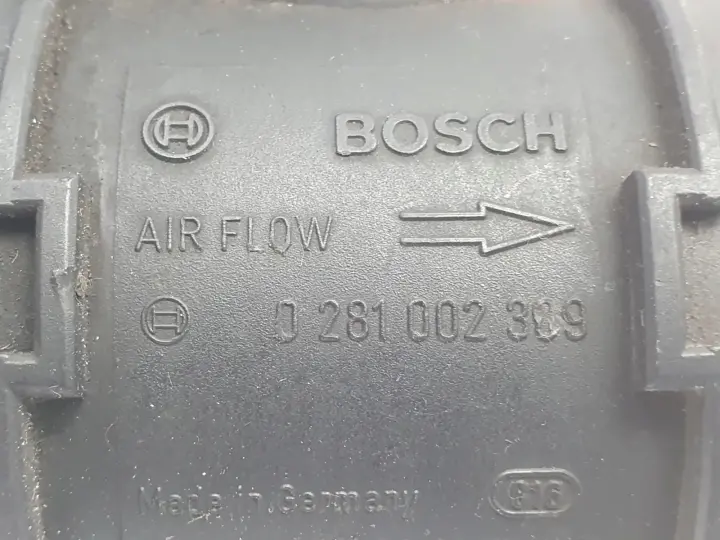 BOSCH
AIR FLOW
0 281 002 309
Made in Germany 916